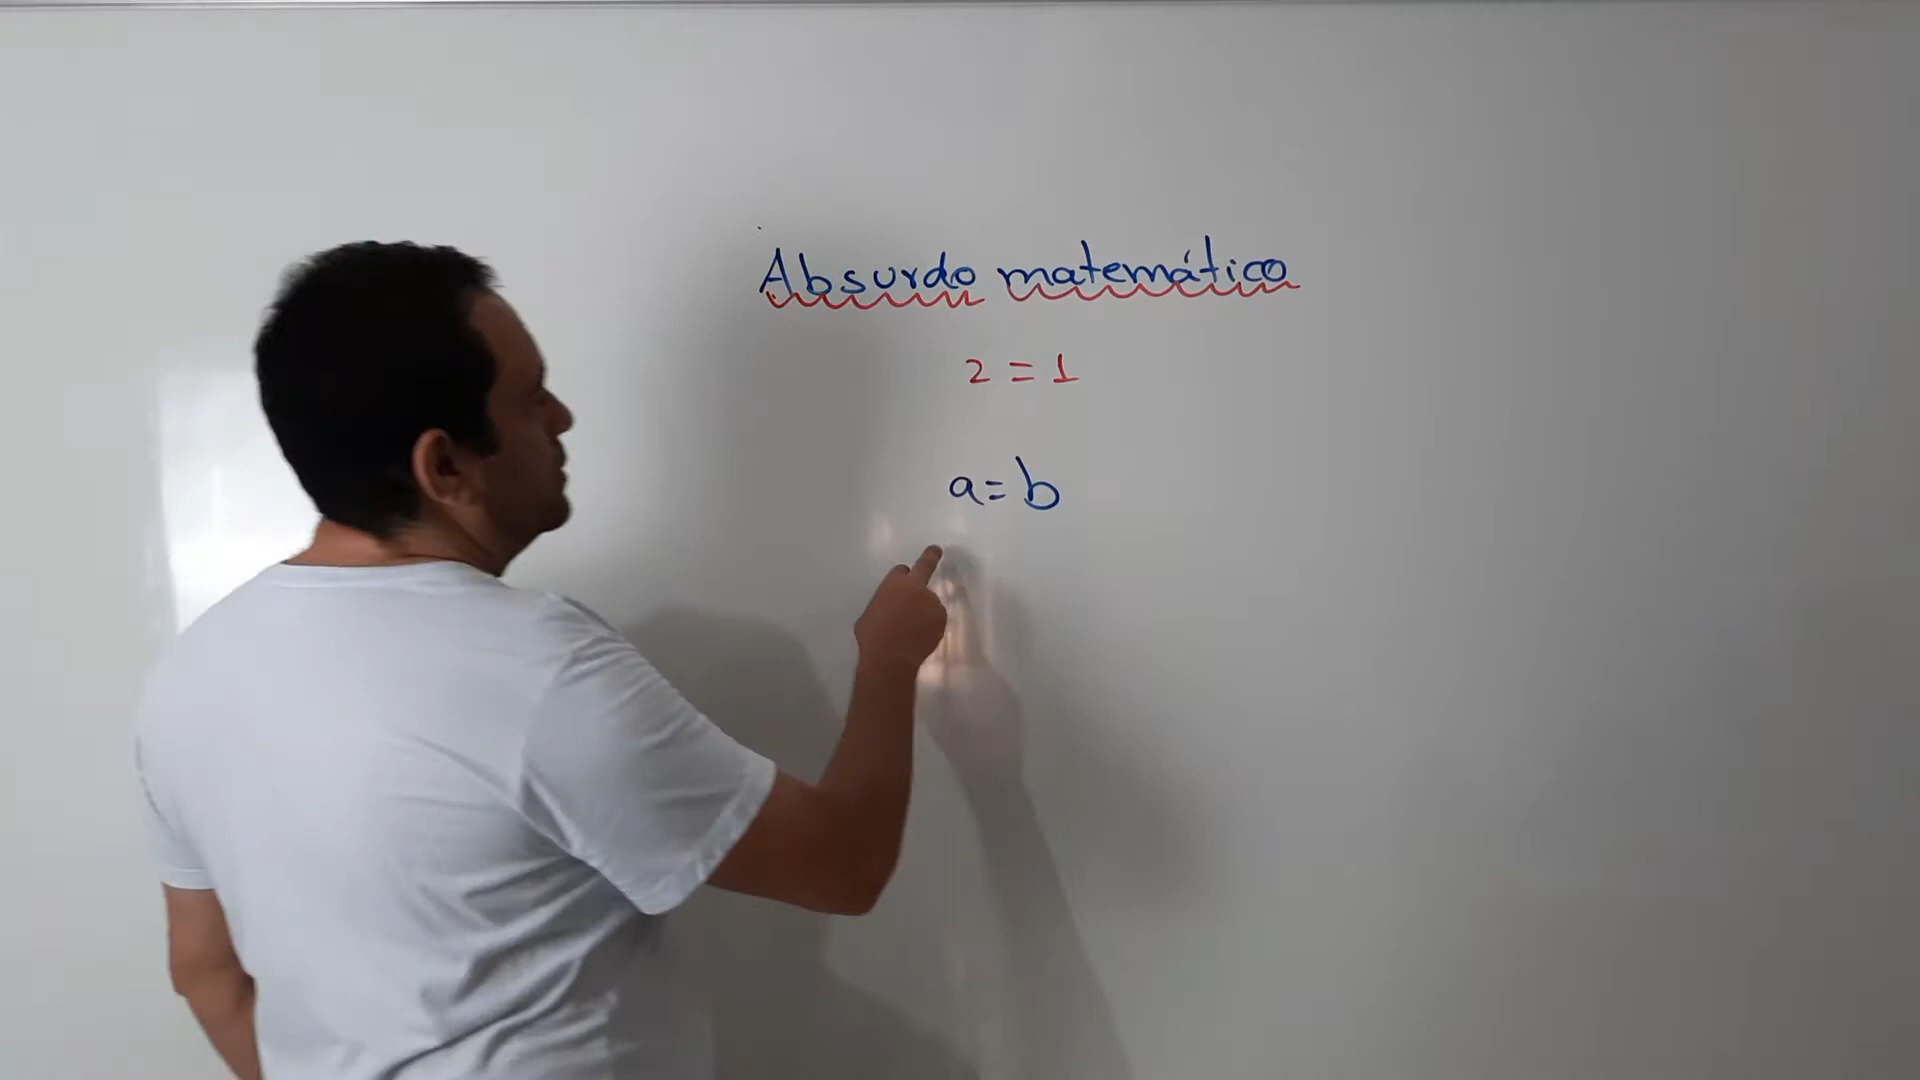 Absurdo matemático
2 = 1
a = b